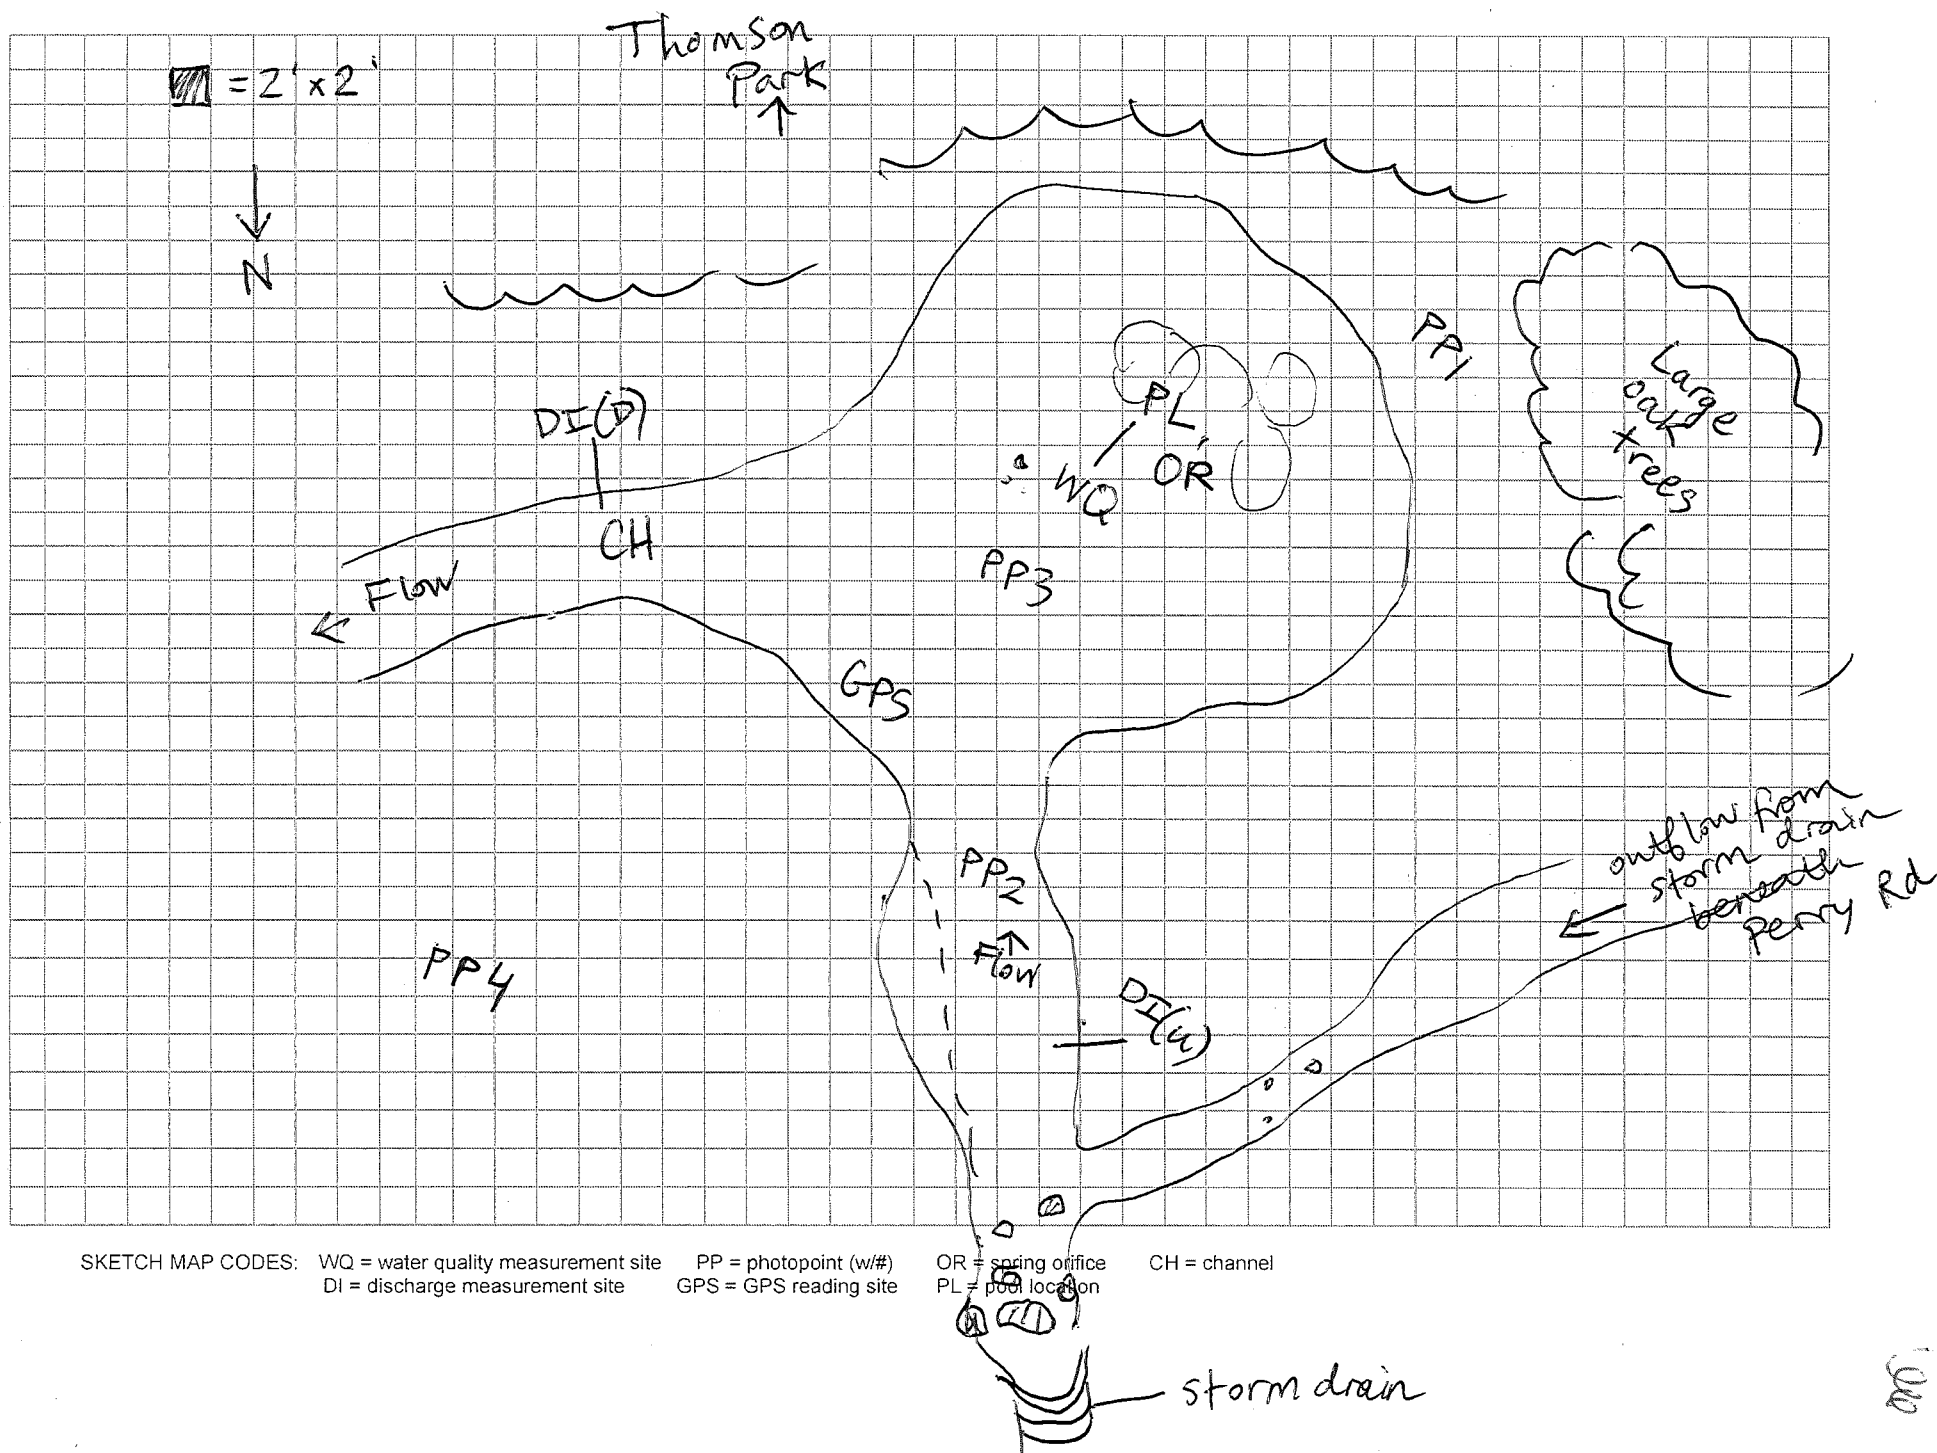 Thomson
Park
= 2' x 2'
N
PP1
Large
oak
trees
DI(D)
PL,
OR
WQ
CH
PP3
Flow
GPS
outflow from
storm drain
beneath
Perry Rd
PP2
Flow
PP4
DI(u)
SKETCH MAP CODES: WQ = water quality measurement site PP = photopoint (w/#) OR = spring orifice CH = channel
DI = discharge measurement site GPS = GPS reading site PL = pool location
storm drain